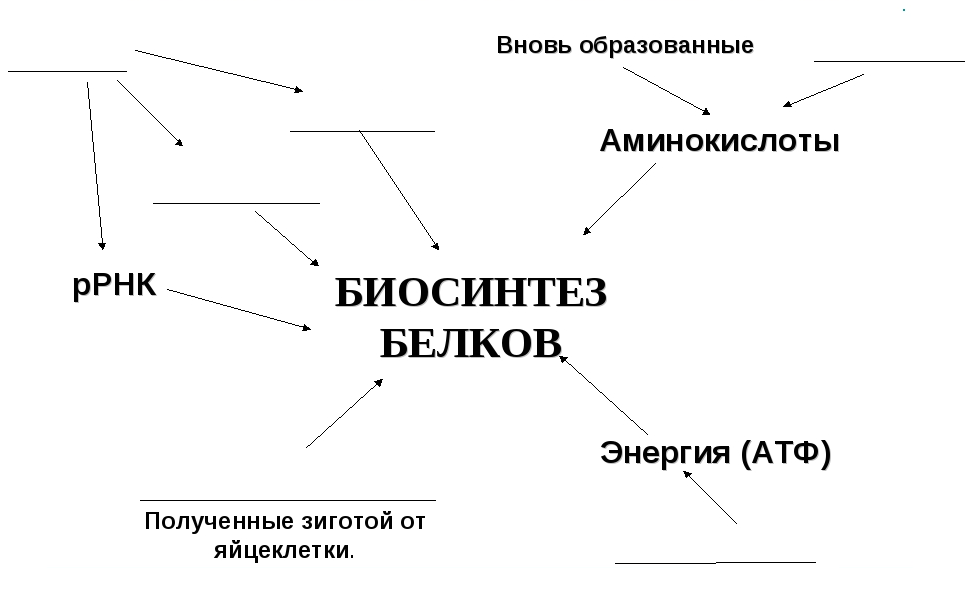 Вновь образованные
Аминокислоты
рРНК
БИОСИНТЕЗ
БЕЛКОВ
Энергия (АТФ)
Полученные зиготой от
яйцеклетки.